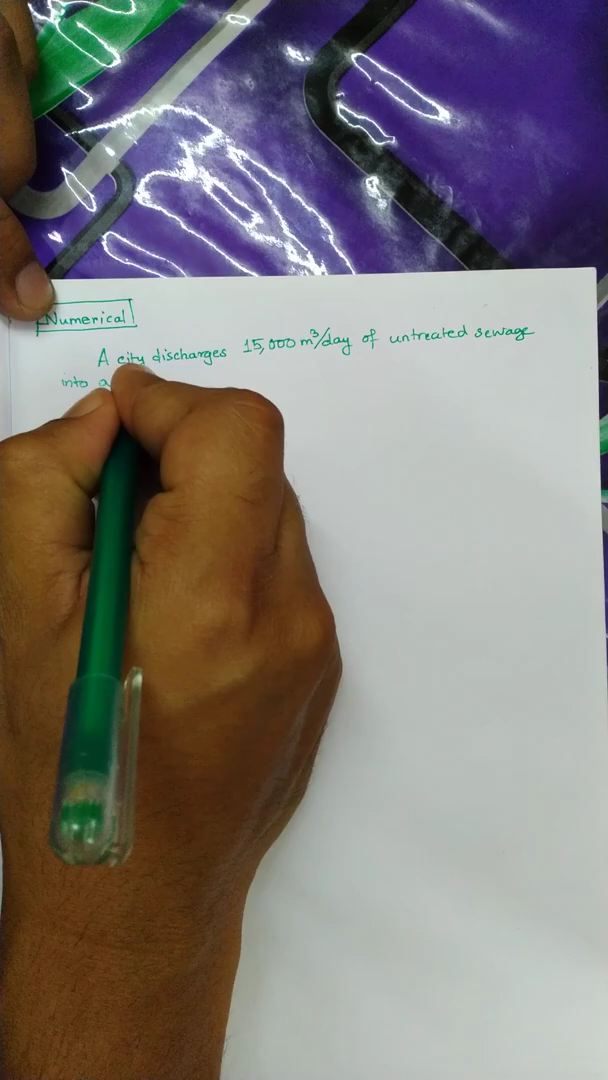 Numerical
A city discharges 15,000 m³/day of untreated sewage
into a